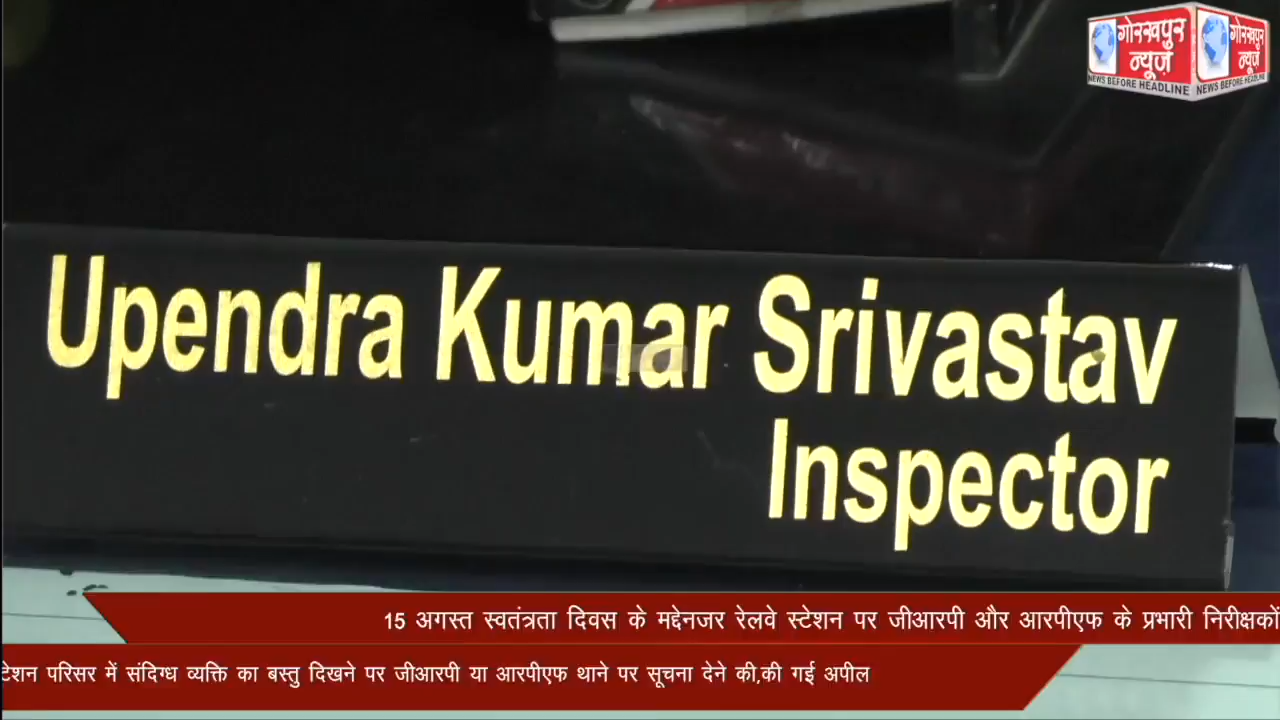 गोरखपुर गोरखपुर
न्यूज़ न्यूज़
NEWS BEFORE HEADLINE NEWS BEFORE HEADLINE
Upendra Kumar Srivastav
Inspector
15 अगस्त स्वतंत्रता दिवस के मद्देनजर रेलवे स्टेशन पर जीआरपी और आरपीएफ के प्रभारी निरीक्षकों
टेशन परिसर में संदिग्ध व्यक्ति का बस्तु दिखने पर जीआरपी या आरपीएफ थाने पर सूचना देने की,की गई अपील